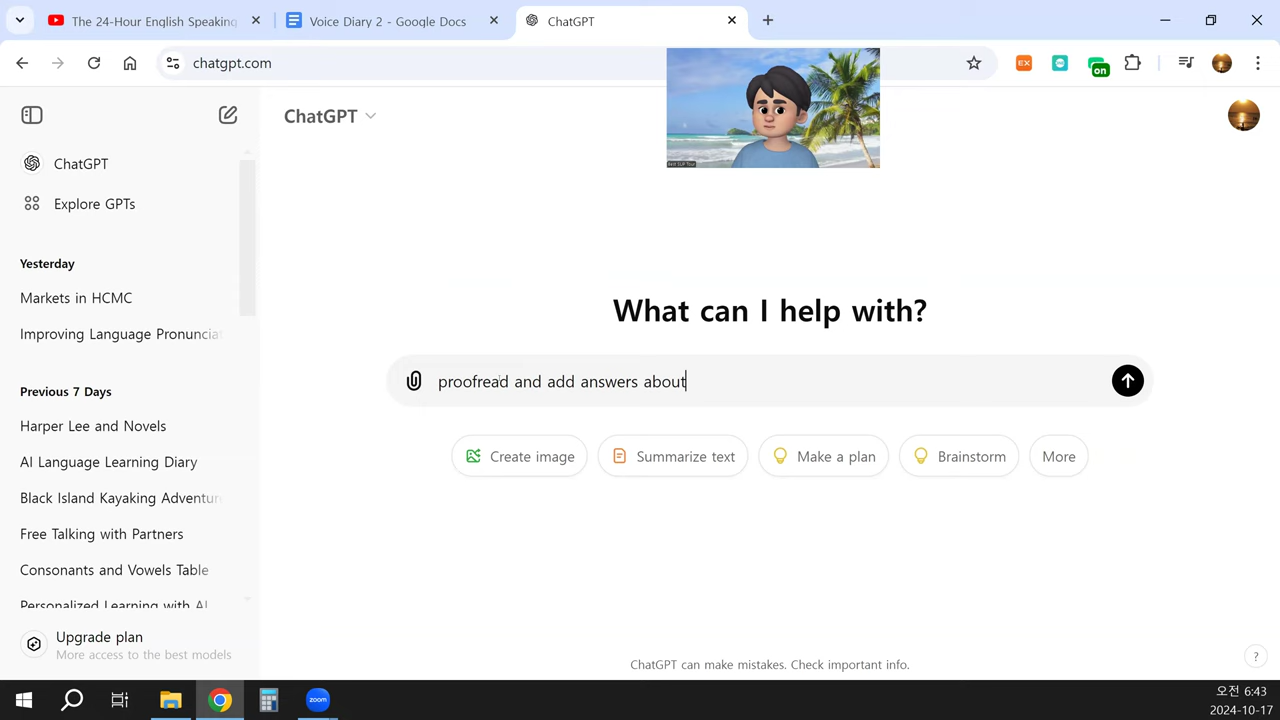 The 24-Hour English Speaking
Voice Diary 2 - Google Docs
ChatGPT
chatgpt.com
EX
on
ChatGPT
ChatGPT
Explore GPTs
Yesterday
Markets in HCMC
Improving Language Pronunciat
Previous 7 Days
Harper Lee and Novels
AI Language Learning Diary
Black Island Kayaking Adventur
Free Talking with Partners
Consonants and Vowels Table
Personalized Learning with AI
Upgrade plan
More access to the best models
What can I help with?
proofread and add answers about
Create image
Summarize text
Make a plan
Brainstorm
More
ChatGPT can make mistakes. Check important info.
?
zoom
오전 6:43
2024-10-17